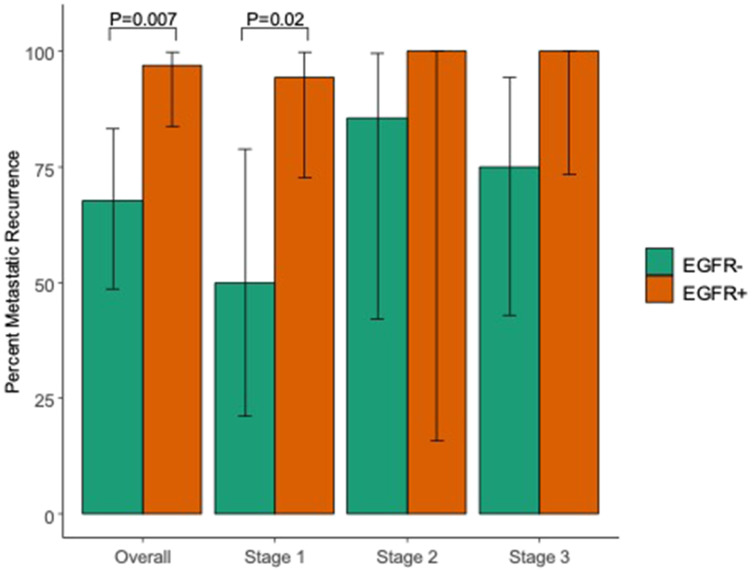 P=0.007
P=0.02
100
75
50
25
0
Percent Metastatic Recurrence
EGFR-
EGFR+
Overall
Stage 1
Stage 2
Stage 3